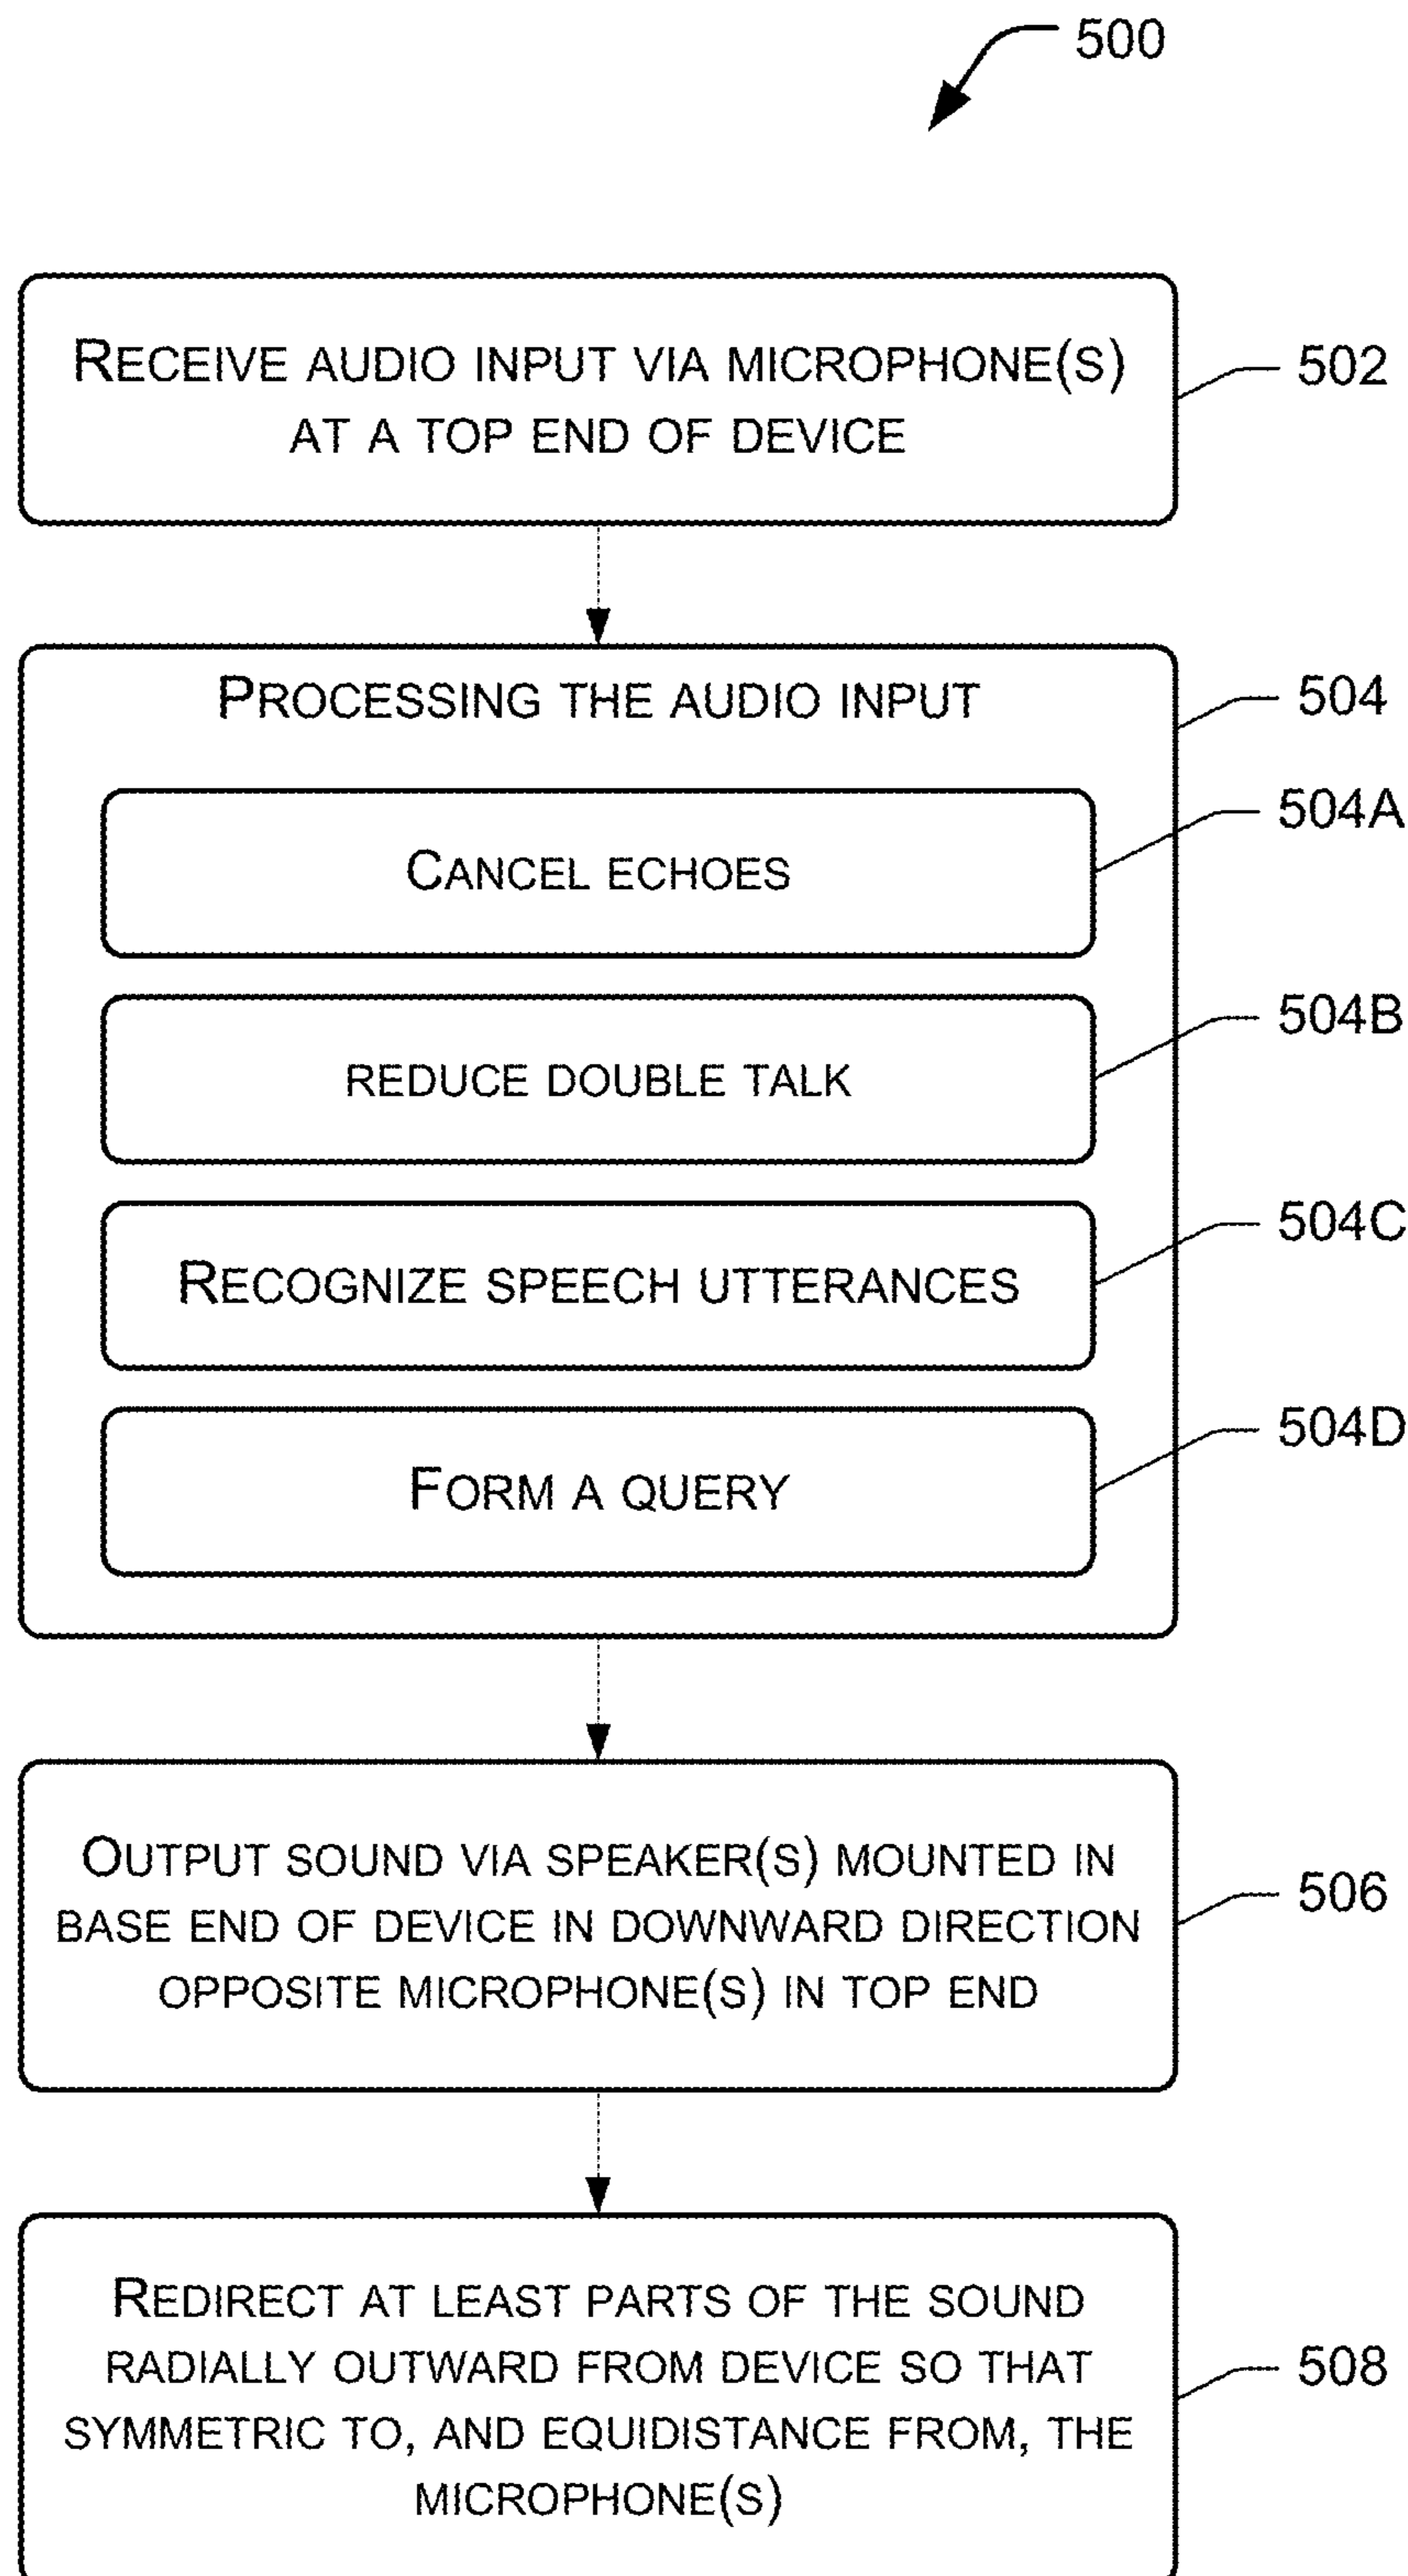 500
RECEIVE AUDIO INPUT VIA MICROPHONE(S)
AT A TOP END OF DEVICE
502
PROCESSING THE AUDIO INPUT
504
CANCEL ECHOES
504A
REDUCE DOUBLE TALK
504B
RECOGNIZE SPEECH UTTERANCES
504C
FORM A QUERY
504D
OUTPUT SOUND VIA SPEAKER(S) MOUNTED IN
BASE END OF DEVICE IN DOWNWARD DIRECTION
OPPOSITE MICROPHONE(S) IN TOP END
506
REDIRECT AT LEAST PARTS OF THE SOUND
RADIALLY OUTWARD FROM DEVICE SO THAT
SYMMETRIC TO, AND EQUIDISTANCE FROM, THE
MICROPHONE(S)
508